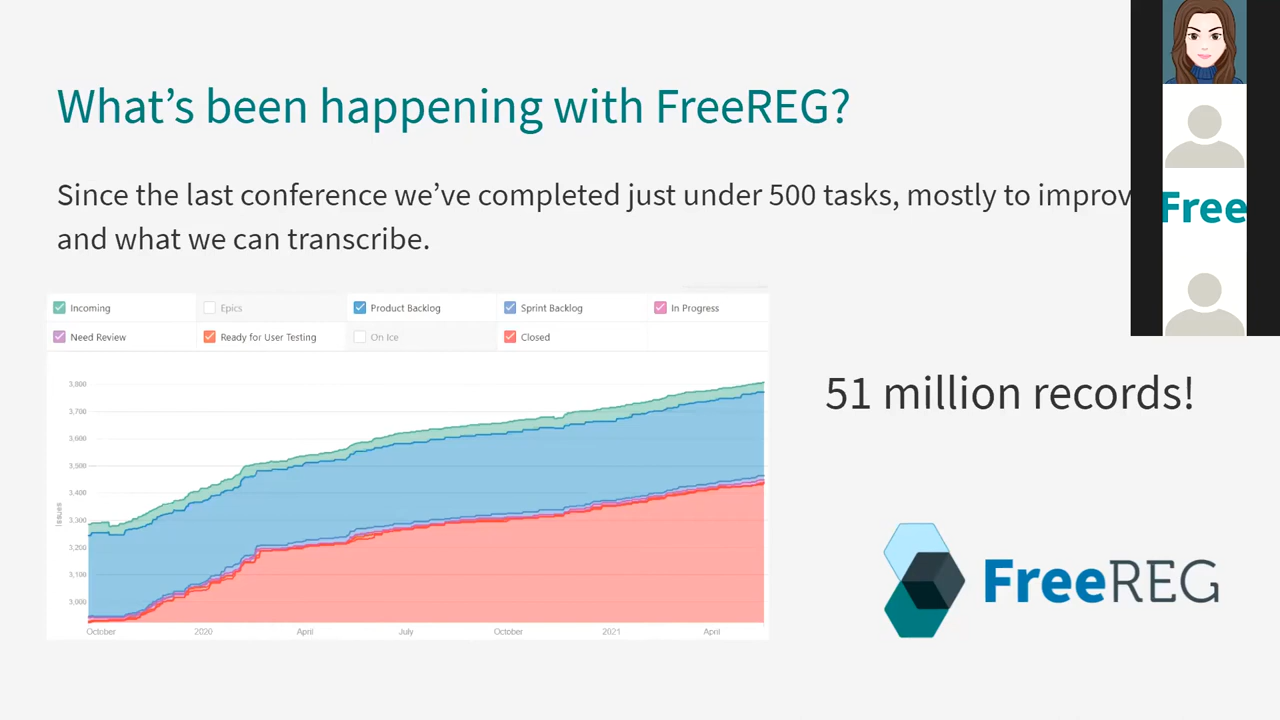 What's been happening with FreeREG?
Since the last conference we've completed just under 500 tasks, mostly to improv
and what we can transcribe.
Free
Incoming Epics Product Backlog Sprint Backlog In Progress
Need Review Ready for User Testing On Ice Closed
3,800
3,700
3,600
3,500
3,400
3,300
3,200
3,100
3,000
Issues
October 2020 April July October 2021 April
51 million records!
FreeREG